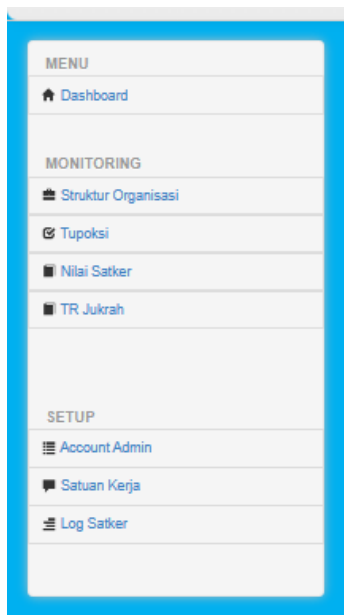 MENU
Dashboard
MONITORING
Struktur Organisasi
Tupoksi
Nilai Satker
TR Jukrah
SETUP
Account Admin
Satuan Kerja
Log Satker